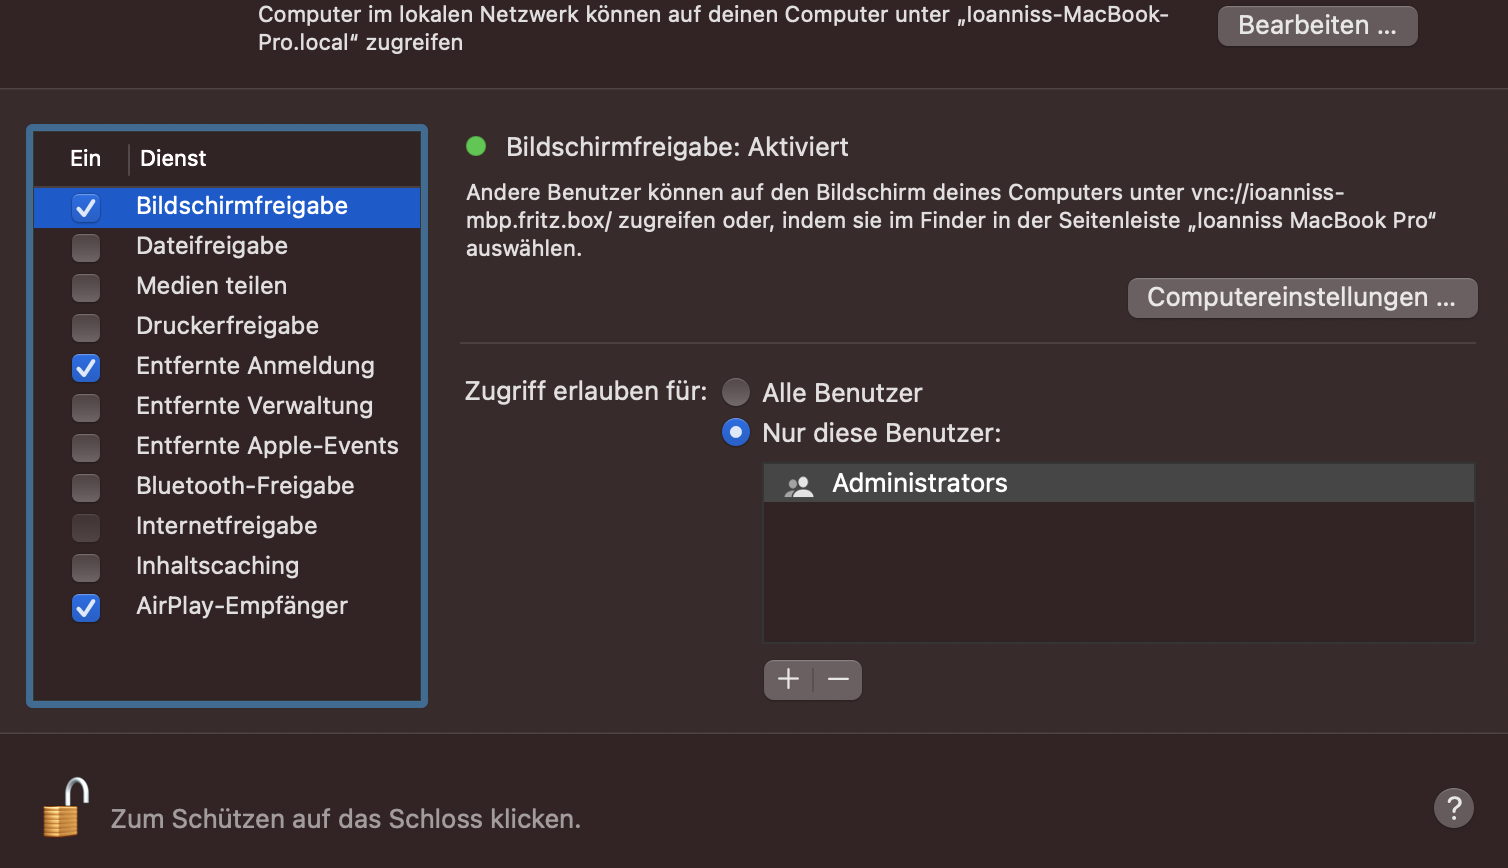 Computer im lokalen Netzwerk können auf deinen Computer unter „Ioanniss-MacBook-
Pro.local“ zugreifen
Bearbeiten ...
Ein
Dienst
Bildschirmfreigabe
Dateifreigabe
Medien teilen
Druckerfreigabe
Entfernte Anmeldung
Entfernte Verwaltung
Entfernte Apple-Events
Bluetooth-Freigabe
Internetfreigabe
Inhaltscaching
AirPlay-Empfänger
Bildschirmfreigabe: Aktiviert
Andere Benutzer können auf den Bildschirm deines Computers unter vnc://ioanniss-
mbp.fritz.box/ zugreifen oder, indem sie im Finder in der Seitenleiste „Ioanniss MacBook Pro“
auswählen.
Computereinstellungen ...
Zugriff erlauben für:
Alle Benutzer
Nur diese Benutzer:
Administrators
+ −
Zum Schützen auf das Schloss klicken.
?